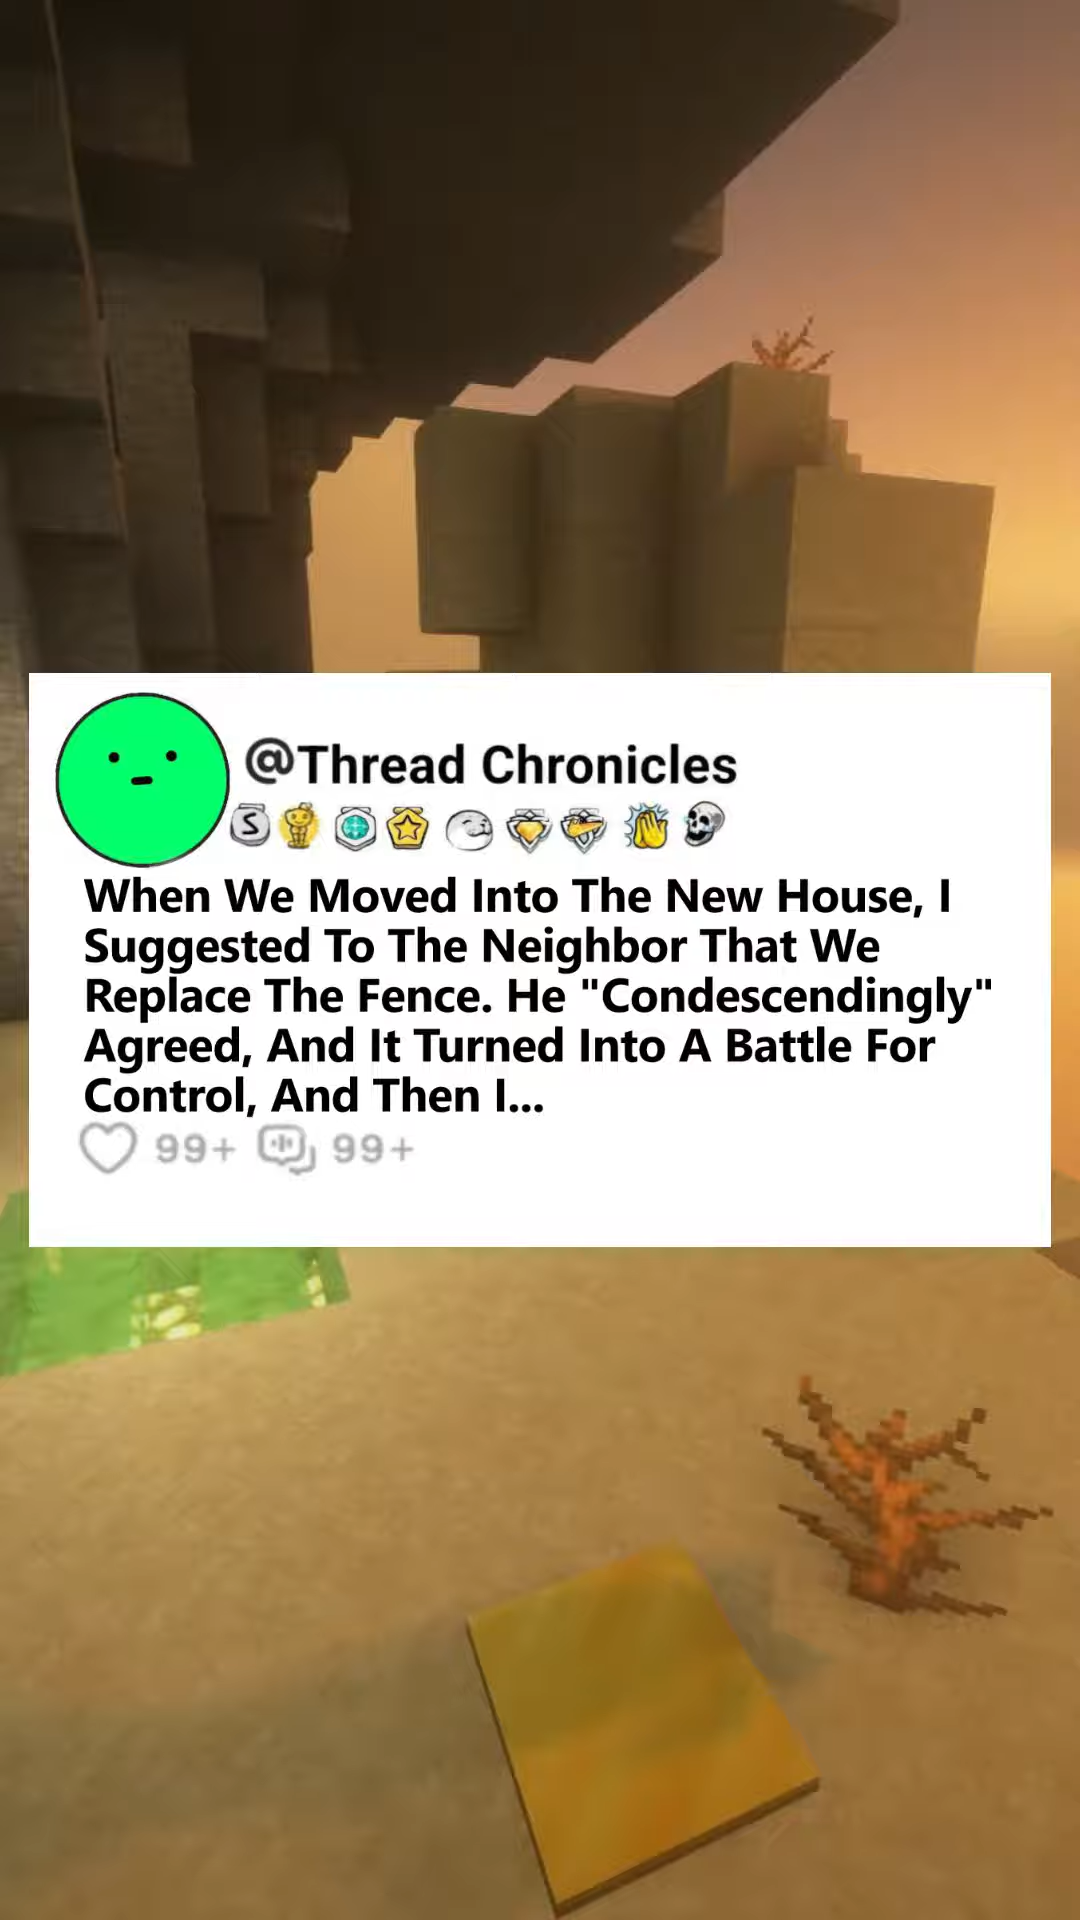 @Thread Chronicles
S
When We Moved Into The New House, I
Suggested To The Neighbor That We
Replace The Fence. He "Condescendingly"
Agreed, And It Turned Into A Battle For
Control, And Then I...
99+ 99+